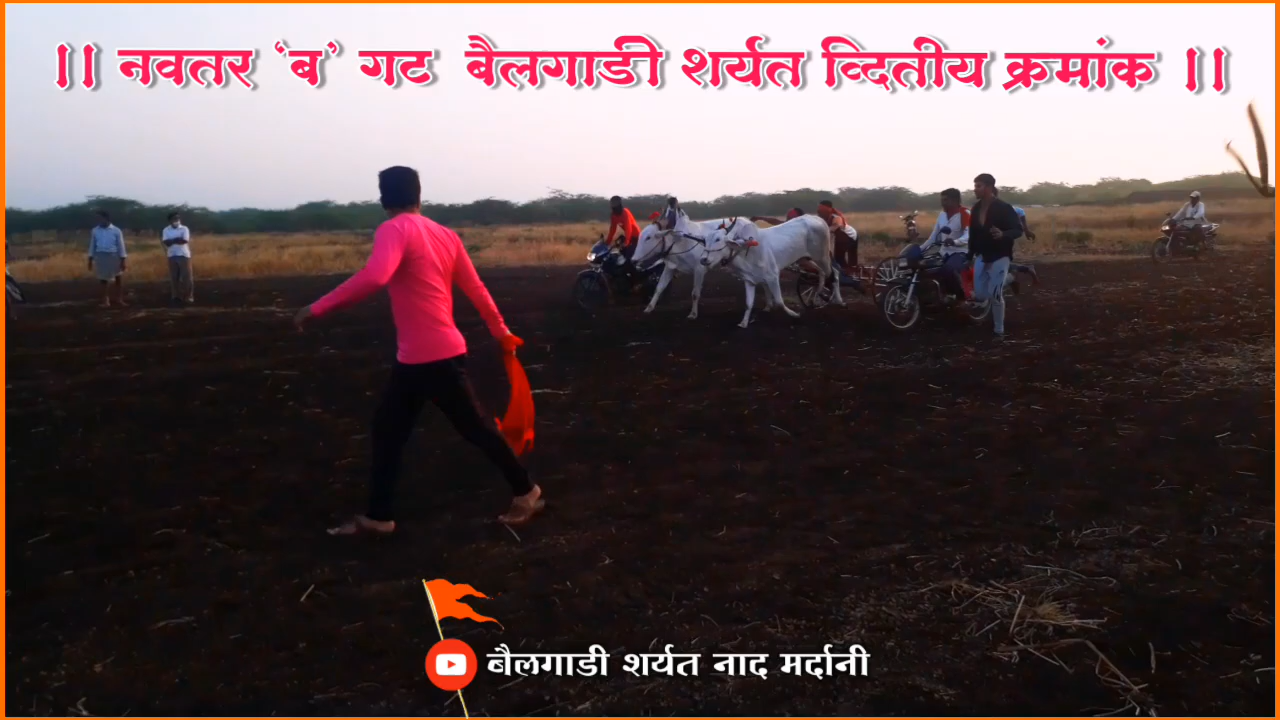 || नवतर ‘ब’ गट बैलगाडी शर्यत व्दितीय क्रमांक ||
बैलगाडी शर्यत नाद मर्दानी